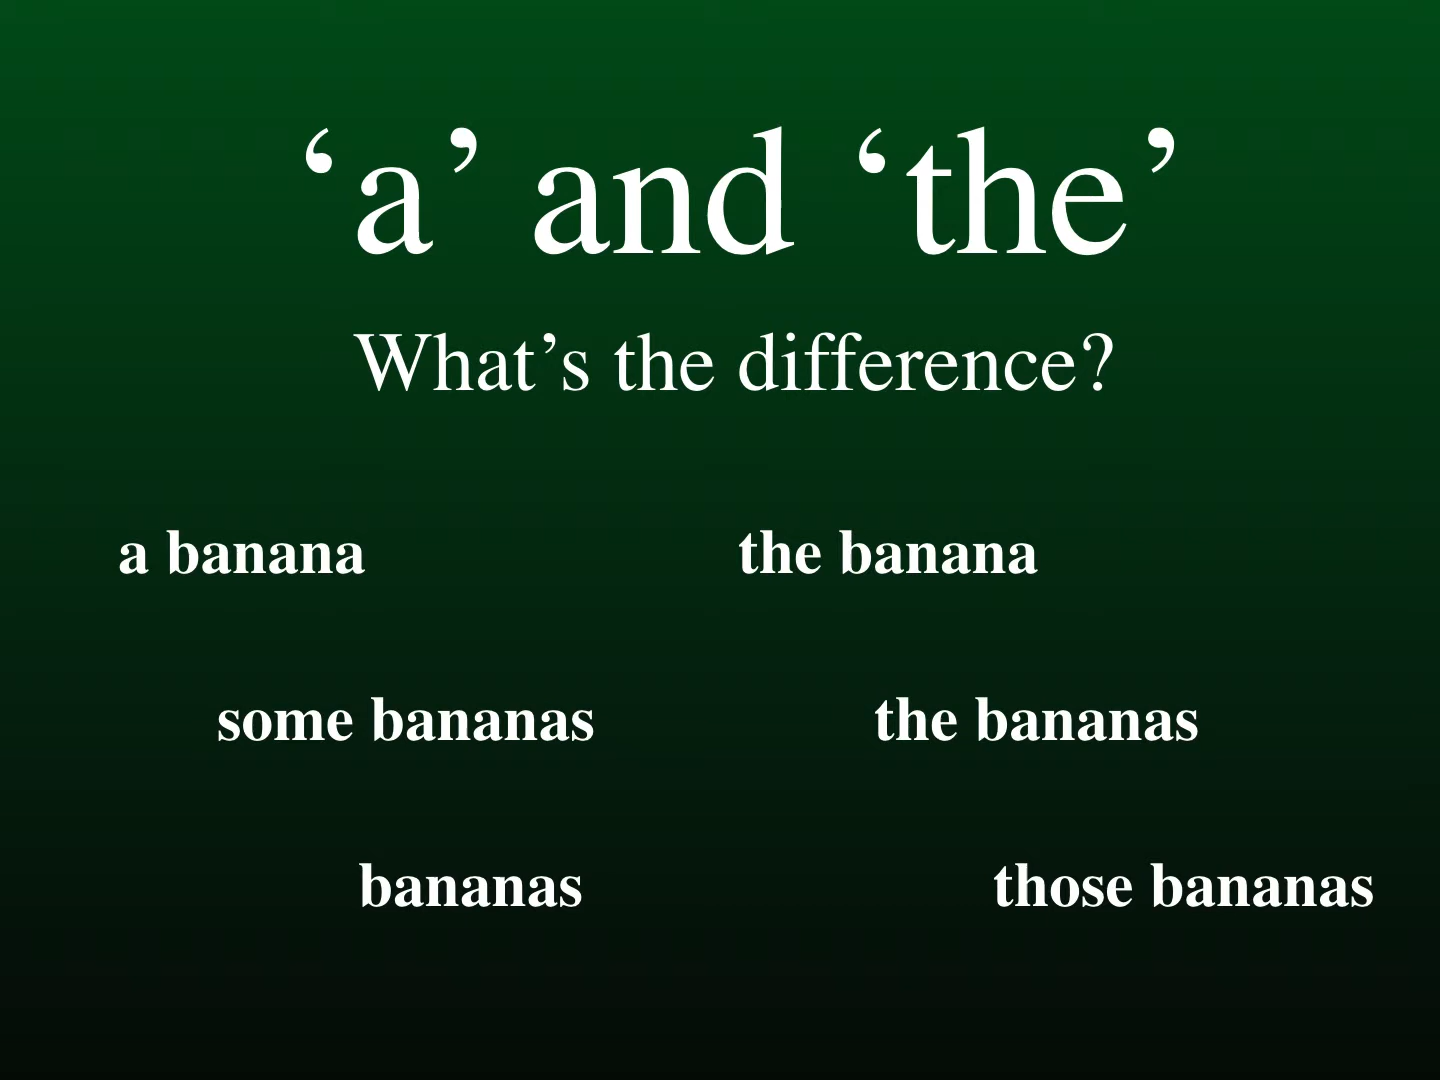 ‘a’ and ‘the’
What’s the difference?
a banana the banana
some bananas the bananas
bananas those bananas